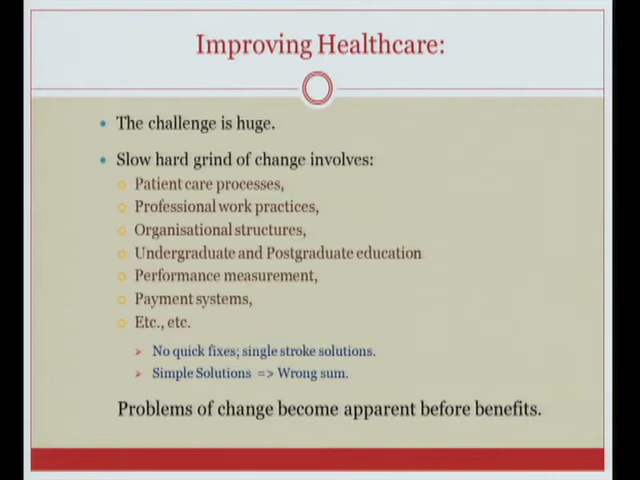 Improving Healthcare:
The challenge is huge.
Slow hard grind of change involves:
Patient care processes,
Professional work practices,
Organisational structures,
Undergraduate and Postgraduate education
Performance measurement,
Payment systems,
Etc., etc.
No quick fixes; single stroke solutions.
Simple Solutions => Wrong sum.
Problems of change become apparent before benefits.